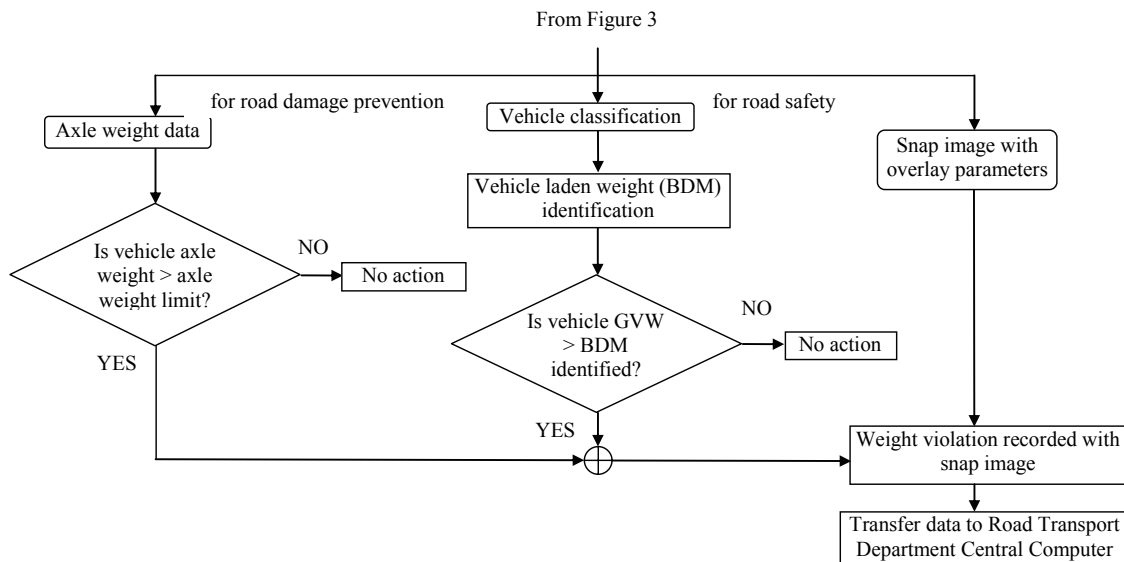 From Figure 3
for road damage prevention
for road safety
Axle weight data
Vehicle classification
Snap image with
overlay parameters
Vehicle laden weight (BDM)
identification
Is vehicle axle
weight > axle
weight limit?
NO
No action
YES
Is vehicle GVW
> BDM
identified?
NO
No action
YES
Weight violation recorded with
snap image
Transfer data to Road Transport
Department Central Computer